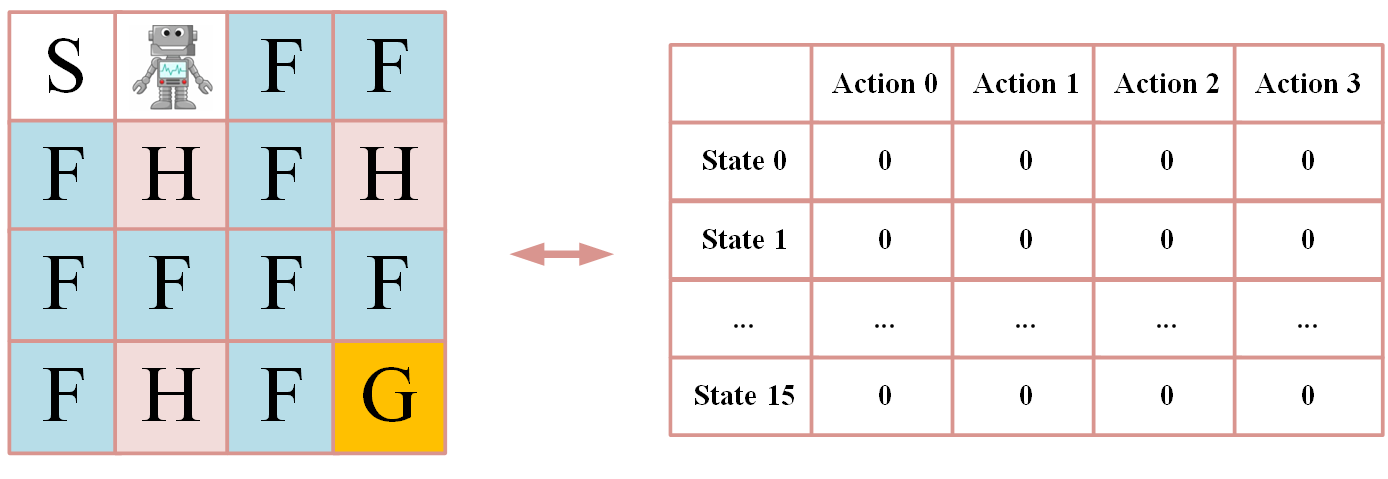 S F F
F H F H
F F F F
F H F G
Action 0 Action 1 Action 2 Action 3
State 0 0 0 0 0
State 1 0 0 0 0
... ... ... ... ...
State 15 0 0 0 0